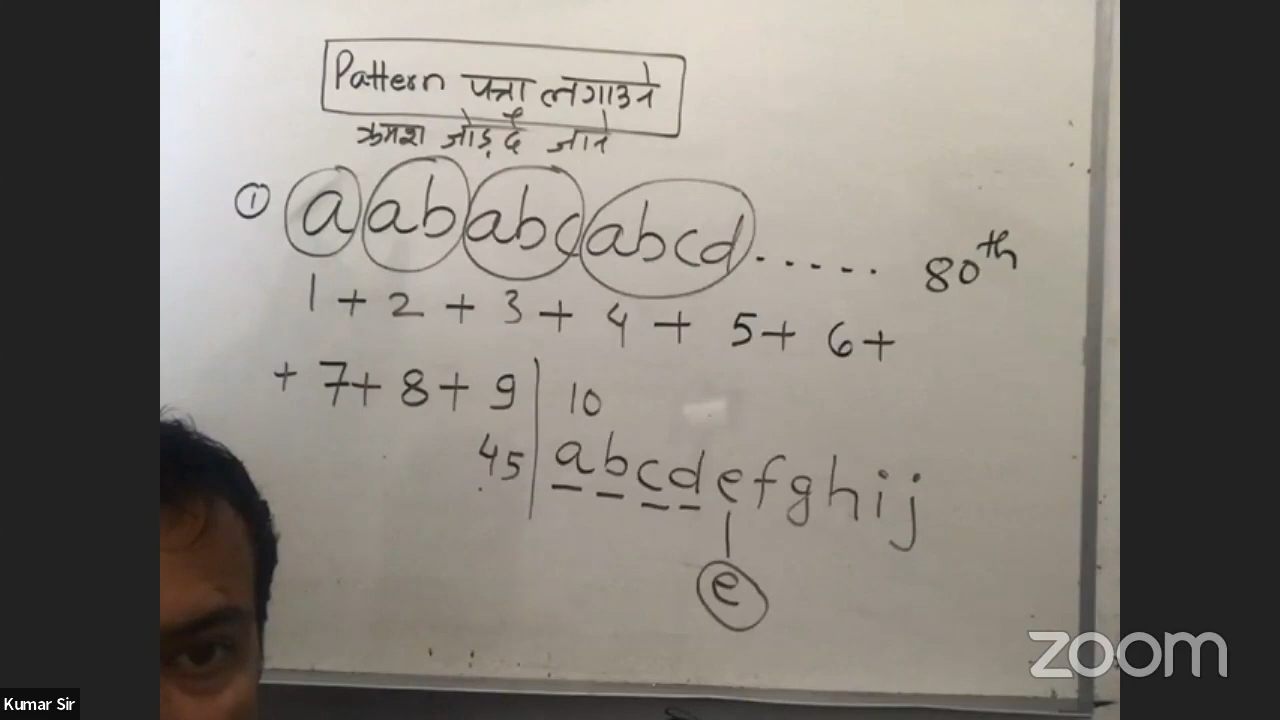 Pattern पत्ता लगाउने
क्रमश जोड्दै जाने
① a ab abc abcd ..... 80th
1 + 2 + 3 + 4 + 5 + 6 +
+ 7 + 8 + 9 | 10
45 | a b c d e f g h i j
e
zoom
Kumar Sir